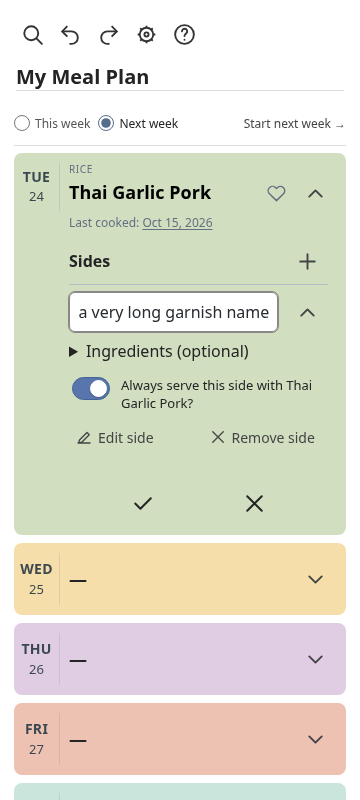 My Meal Plan
This week
Next week
Start next week →
TUE
24
RICE
Thai Garlic Pork
Last cooked: Oct 15, 2026
Sides
a very long garnish name
Ingredients (optional)
Always serve this side with Thai
Garlic Pork?
Edit side
Remove side
WED
25
—
THU
26
—
FRI
27
—